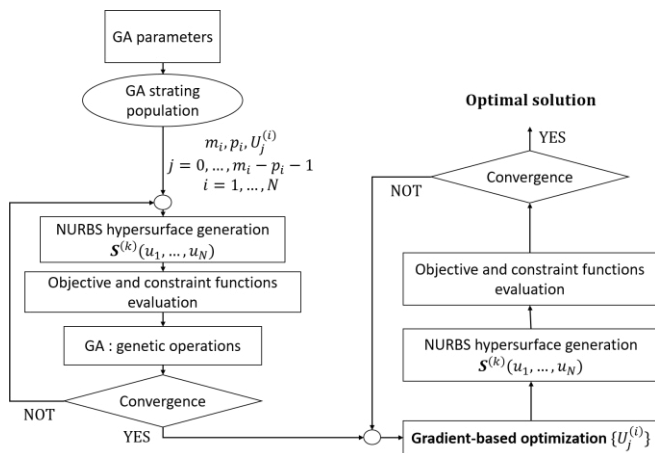 GA parameters
GA strating
population
m_i, p_i, U_j^{(i)}
j = 0, … , m_i − p_i − 1
i = 1, … , N
NURBS hypersurface generation
S^{(k)}(u_1, … , u_N)
Objective and constraint functions
evaluation
GA : genetic operations
Convergence
NOT
YES
Optimal solution
YES
Convergence
NOT
Objective and constraint functions
evaluation
NURBS hypersurface generation
S^{(k)}(u_1, … , u_N)
Gradient-based optimization {U_j^{(i)}}